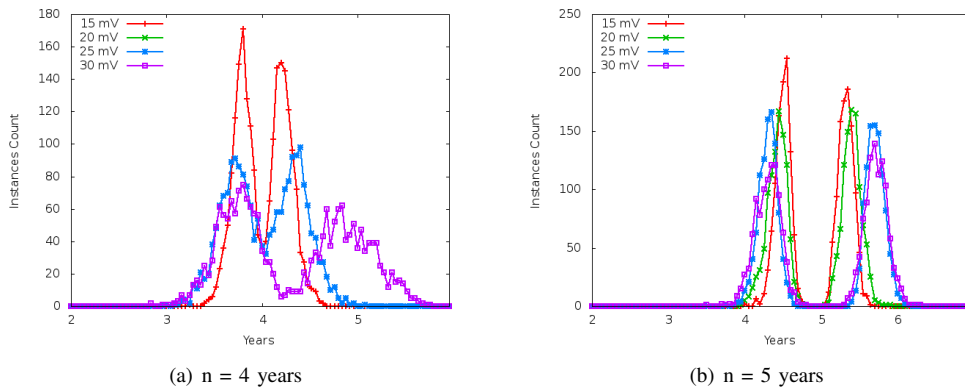 180
160
140
120
100
80
60
40
20
0
Instances Count
15 mV
20 mV
25 mV
30 mV
2 3 4 5
Years
(a) n = 4 years
250
200
150
100
50
0
Instances Count
15 mV
20 mV
25 mV
30 mV
2 3 4 5 6
Years
(b) n = 5 years